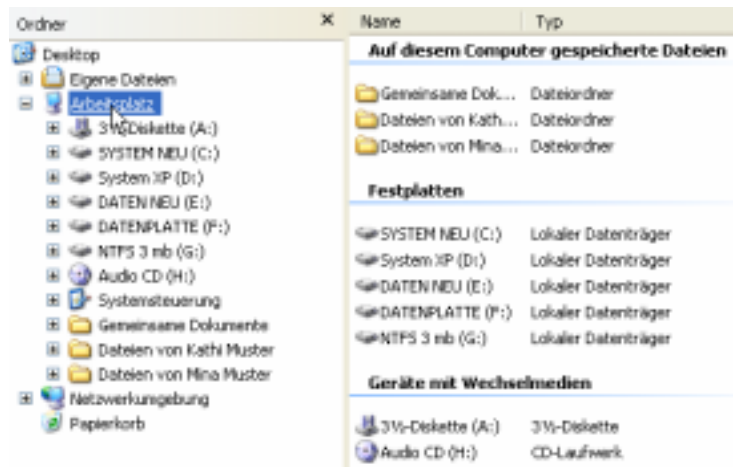 Ordner
Desktop
Eigene Dateien
Arbeitsplatz
3½-Diskette (A:)
SYSTEM NEU (C:)
System XP (D:)
DATEN NEU (E:)
DATENPLATTE (F:)
NTFS 3 mb (G:)
Audio CD (H:)
Systemsteuerung
Gemeinsame Dokumente
Dateien von Kathi Muster
Dateien von Mina Muster
Netzwerkumgebung
Papierkorb
Name Typ
Auf diesem Computer gespeicherte Dateien
Gemeinsame Dok... Dateiordner
Dateien von Kath... Dateiordner
Dateien von Mina... Dateiordner
Festplatten
SYSTEM NEU (C:) Lokaler Datenträger
System XP (D:) Lokaler Datenträger
DATEN NEU (E:) Lokaler Datenträger
DATENPLATTE (F:) Lokaler Datenträger
NTFS 3 mb (G:) Lokaler Datenträger
Geräte mit Wechselmedien
3½-Diskette (A:) 3½-Diskette
Audio CD (H:) CD-Laufwerk